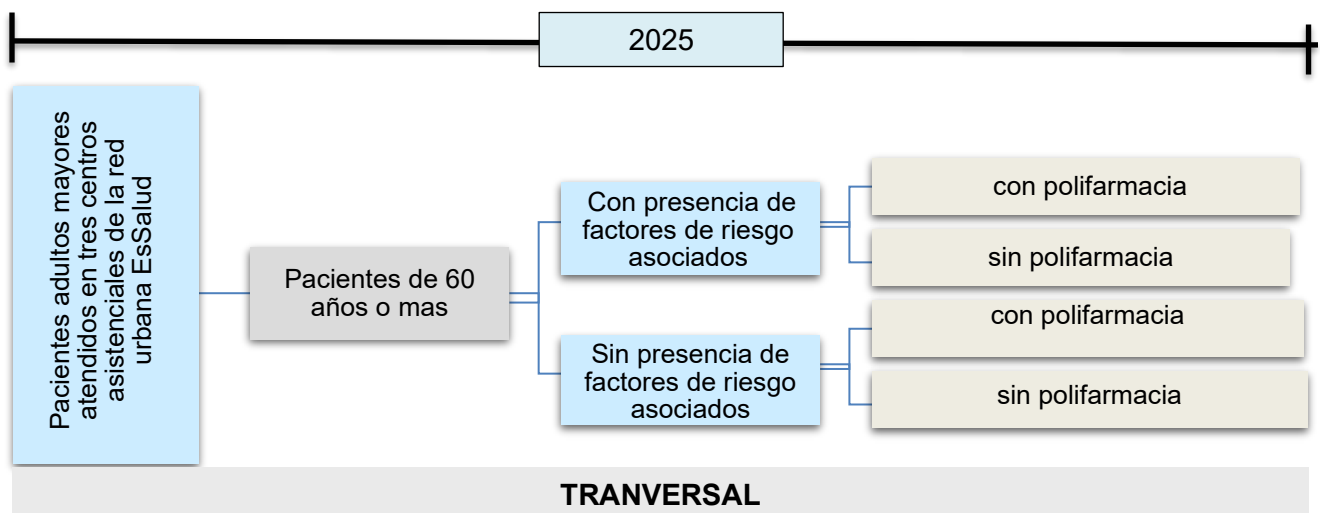 2025
Pacientes adultos mayores
atendidos en tres centros
asistenciales de la red
urbana EsSalud
Pacientes de 60
años o mas
Con presencia de
factores de riesgo
asociados
con polifarmacia
sin polifarmacia
Sin presencia de
factores de riesgo
asociados
con polifarmacia
sin polifarmacia
TRANVERSAL